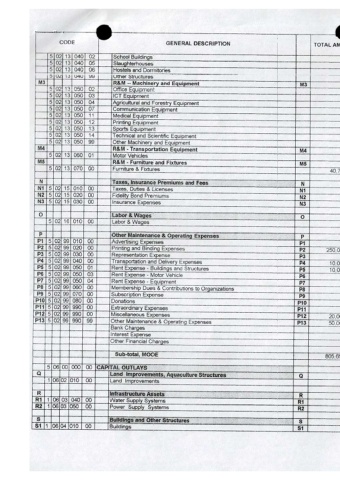 CODE GENERAL DESCRIPTION TOTAL AM
5 02 13 040 02 School Buildings
5 02 13 040 05 Slaughterhouses
5 02 13 040 06 Hostels and Dormitories
5 02 13 040 99 Other Structures
M3 R&M – Machinery and Equipment M3
5 02 13 050 02 Office Equipment
5 02 13 050 03 ICT Equipment
5 02 13 050 04 Agricultural and Forestry Equipment
5 02 13 050 07 Communication Equipment
5 02 13 050 11 Medical Equipment
5 02 13 050 12 Printing Equipment
5 02 13 050 13 Sports Equipment
5 02 13 050 14 Technical and Scientific Equipment
5 02 13 050 99 Other Machinery and Equipment
M4 R&M - Transportation Equipment M4
5 02 13 060 01 Motor Vehicles
M5 R&M - Furniture and Fixtures M5
5 02 13 070 00 Furniture & Fixtures 40,
N Taxes, Insurance Premiums and Fees N
N1 5 02 15 010 00 Taxes, Duties & Licenses N1
N2 5 02 15 020 00 Fidelity Bond Premiums N2
N3 5 02 15 030 00 Insurance Expenses N3
O Labor & Wages O
5 02 16 010 00 Labor & Wages
P Other Maintenance & Operating Expenses P
P1 5 02 99 010 00 Advertising Expenses P1
P2 5 02 99 020 00 Printing and Binding Expenses P2 250,0
P3 5 02 99 030 00 Representation Expense P3
P4 5 02 99 040 00 Transportation and Delivery Expenses P4 10,0
P5 5 02 99 050 01 Rent Expense - Buildings and Structures P5 10,0
P6 5 02 99 050 03 Rent Expense - Motor Vehicle P6
P7 5 02 99 050 04 Rent Expense - Equipment P7
P8 5 02 99 060 00 Membership Dues & Contributions to Organizations P8
P9 5 02 99 070 00 Subscription Expense P9
P10 5 02 99 080 00 Donations P10
P11 5 02 99 990 00 Extraordinary Expenses P11
P12 5 02 99 990 00 Miscellaneous Expenses P12 20,0
P13 5 02 99 990 99 Other Maintenance & Operating Expenses P13 50,0
Bank Charges
Interest Expense
Other Financial Charges
Sub-total, MOOE 805,6
5 06 00 000 00 CAPITAL OUTLAYS
Q Land Improvements, Aquaculture Structures Q
1 06 02 010 00 Land Improvements
R Infrastructure Assets R
R1 1 06 03 040 00 Water Supply Systems R1
R2 1 06 03 050 00 Power Supply Systems R2
S Buildings and Other Structures S
S1 1 06 04 010 00 Buildings S1